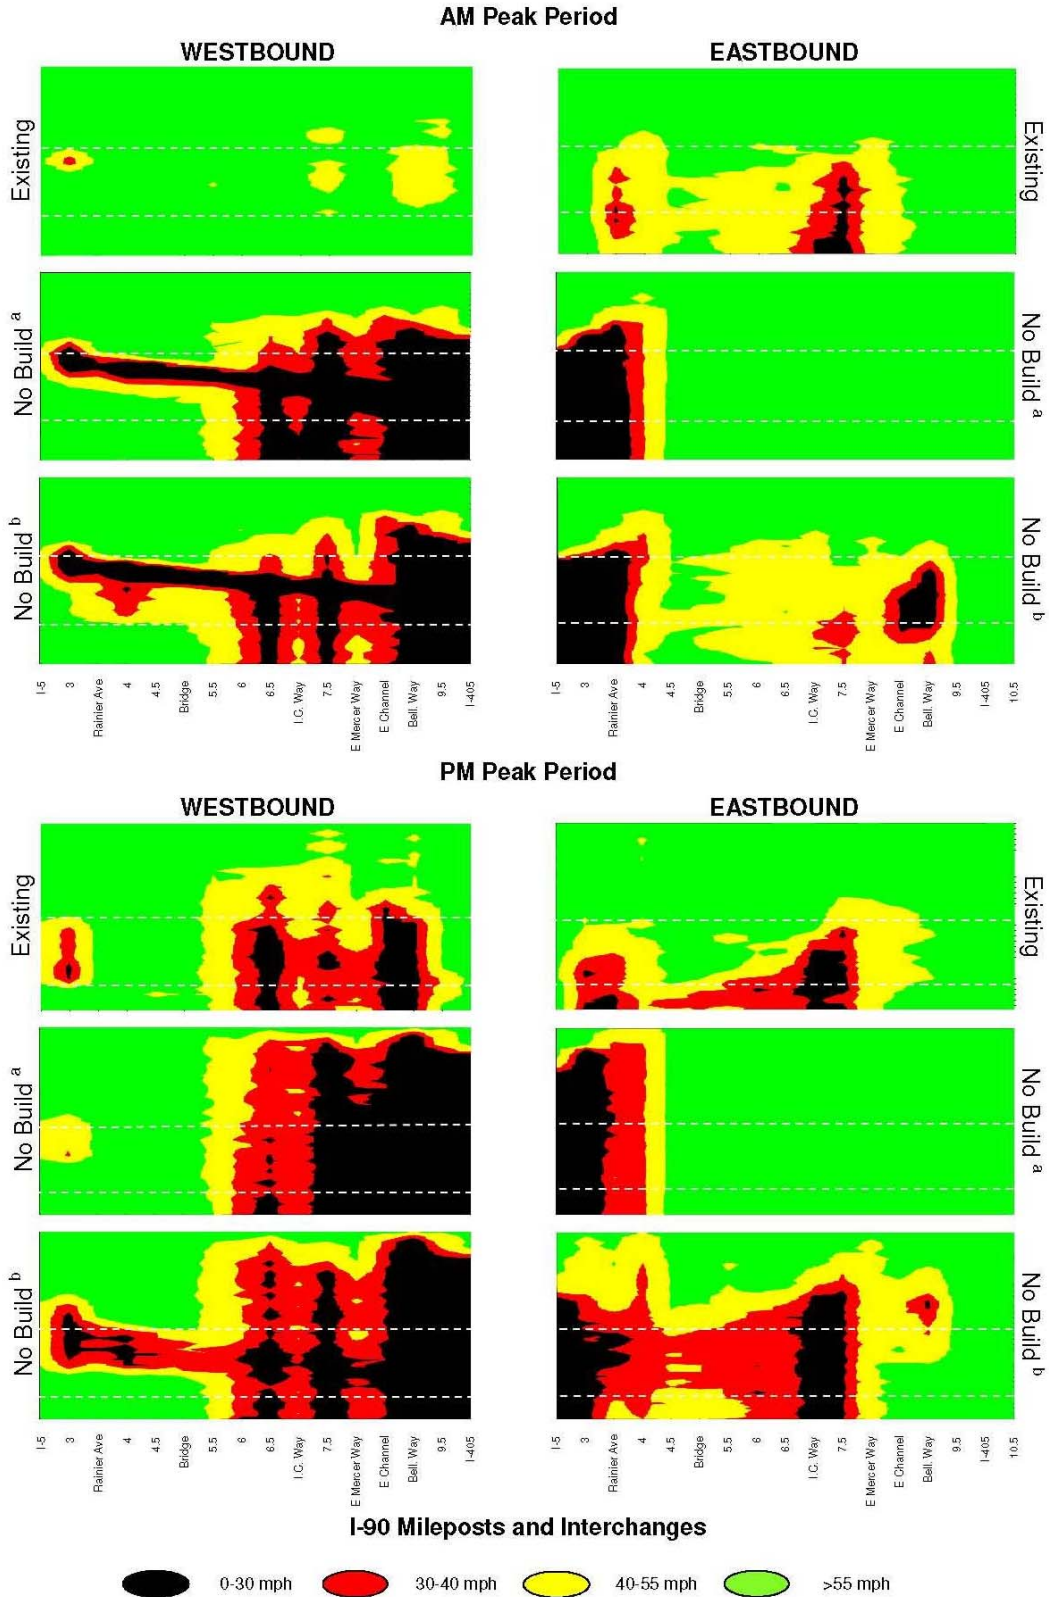 AM Peak Period
WESTBOUND
EASTBOUND
Existing
Existing
No Build a
No Build a
No Build b
No Build b
I-5 3 Rainier Ave 4 4.5 Bridge 5.5 6 6.5 I.C. Way 7.5 E Mercer Way E Channel Bell. Way 9.5 I-405
I-5 3 Rainier Ave 4 4.5 Bridge 5.5 6 6.5 I.C. Way 7.5 E Mercer Way E Channel Bell. Way 9.5 I-405 10.5
PM Peak Period
WESTBOUND
EASTBOUND
Existing
Existing
No Build a
No Build a
No Build b
No Build b
I-5 3 Rainier Ave 4 4.5 Bridge 5.5 6 6.5 I.C. Way 7.5 E Mercer Way E Channel Bell. Way 9.5 I-405
I-5 3 Rainier Ave 4 4.5 Bridge 5.5 6 6.5 I.C. Way 7.5 E Mercer Way E Channel Bell. Way 9.5 I-405 10.5
I-90 Mileposts and Interchanges
0-30 mph 30-40 mph 40-55 mph >55 mph